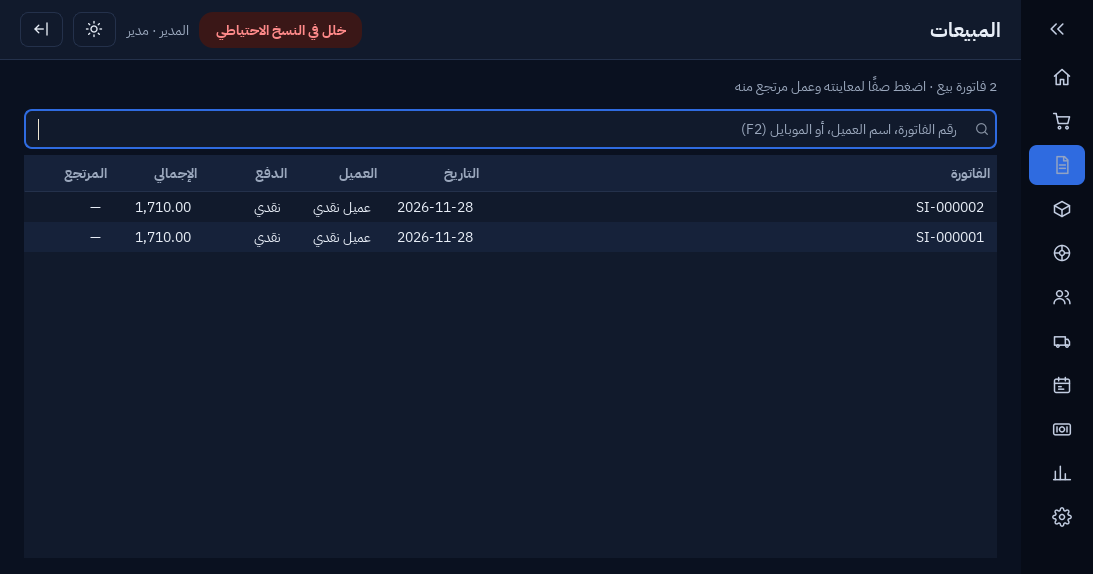 المبيعات
خلل في النسخ الاحتياطي
المدير · مدير
2 فاتورة بيع · اضغط صفًّا لمعاينته وعمل مرتجع منه
رقم الفاتورة، اسم العميل، أو الموبايل (F2)
الفاتورة التاريخ العميل الدفع الإجمالي المرتجع
SI-000002 2026-11-28 عميل نقدي نقدي 1,710.00 —
SI-000001 2026-11-28 عميل نقدي نقدي 1,710.00 —